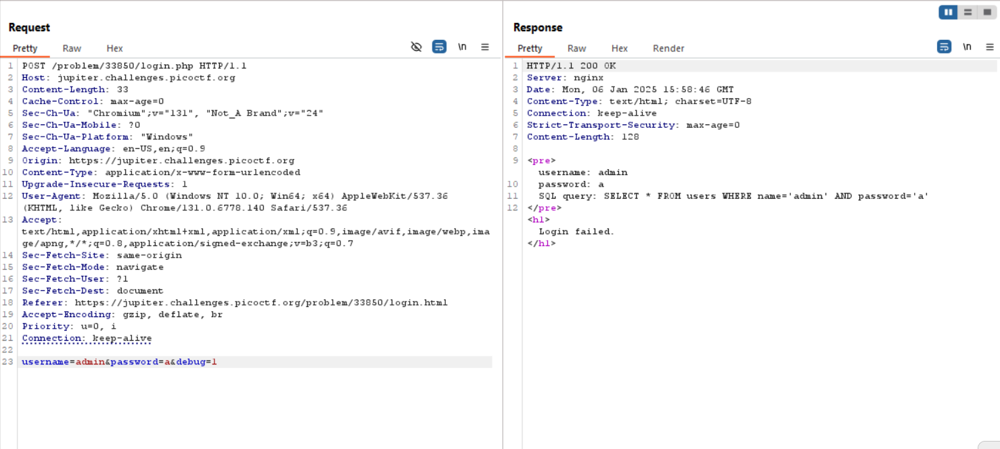 Request
Pretty Raw Hex \n
1 POST /problem/33850/login.php HTTP/1.1
2 Host: jupiter.challenges.picoctf.org
3 Content-Length: 33
4 Cache-Control: max-age=0
5 Sec-Ch-Ua: "Chromium";v="131", "Not_A Brand";v="24"
6 Sec-Ch-Ua-Mobile: ?0
7 Sec-Ch-Ua-Platform: "Windows"
8 Accept-Language: en-US,en;q=0.9
9 Origin: https://jupiter.challenges.picoctf.org
10 Content-Type: application/x-www-form-urlencoded
11 Upgrade-Insecure-Requests: 1
12 User-Agent: Mozilla/5.0 (Windows NT 10.0; Win64; x64) AppleWebKit/537.36
(KHTML, like Gecko) Chrome/131.0.6778.140 Safari/537.36
13 Accept:
text/html,application/xhtml+xml,application/xml;q=0.9,image/avif,image/webp,ima
ge/apng,*/*;q=0.8,application/signed-exchange;v=b3;q=0.7
14 Sec-Fetch-Site: same-origin
15 Sec-Fetch-Mode: navigate
16 Sec-Fetch-User: ?1
17 Sec-Fetch-Dest: document
18 Referer: https://jupiter.challenges.picoctf.org/problem/33850/login.html
19 Accept-Encoding: gzip, deflate, br
20 Priority: u=0, i
21 Connection: keep-alive
22
23 username=admin&password=a&debug=1
Response
Pretty Raw Hex Render \n
1 HTTP/1.1 200 OK
2 Server: nginx
3 Date: Mon, 06 Jan 2025 15:58:46 GMT
4 Content-Type: text/html; charset=UTF-8
5 Connection: keep-alive
6 Strict-Transport-Security: max-age=0
7 Content-Length: 128
8
9 <pre>
username: admin
10 password: a
11 SQL query: SELECT * FROM users WHERE name='admin' AND password='a'
12 </pre>
<h1>
Login failed.
</h1>